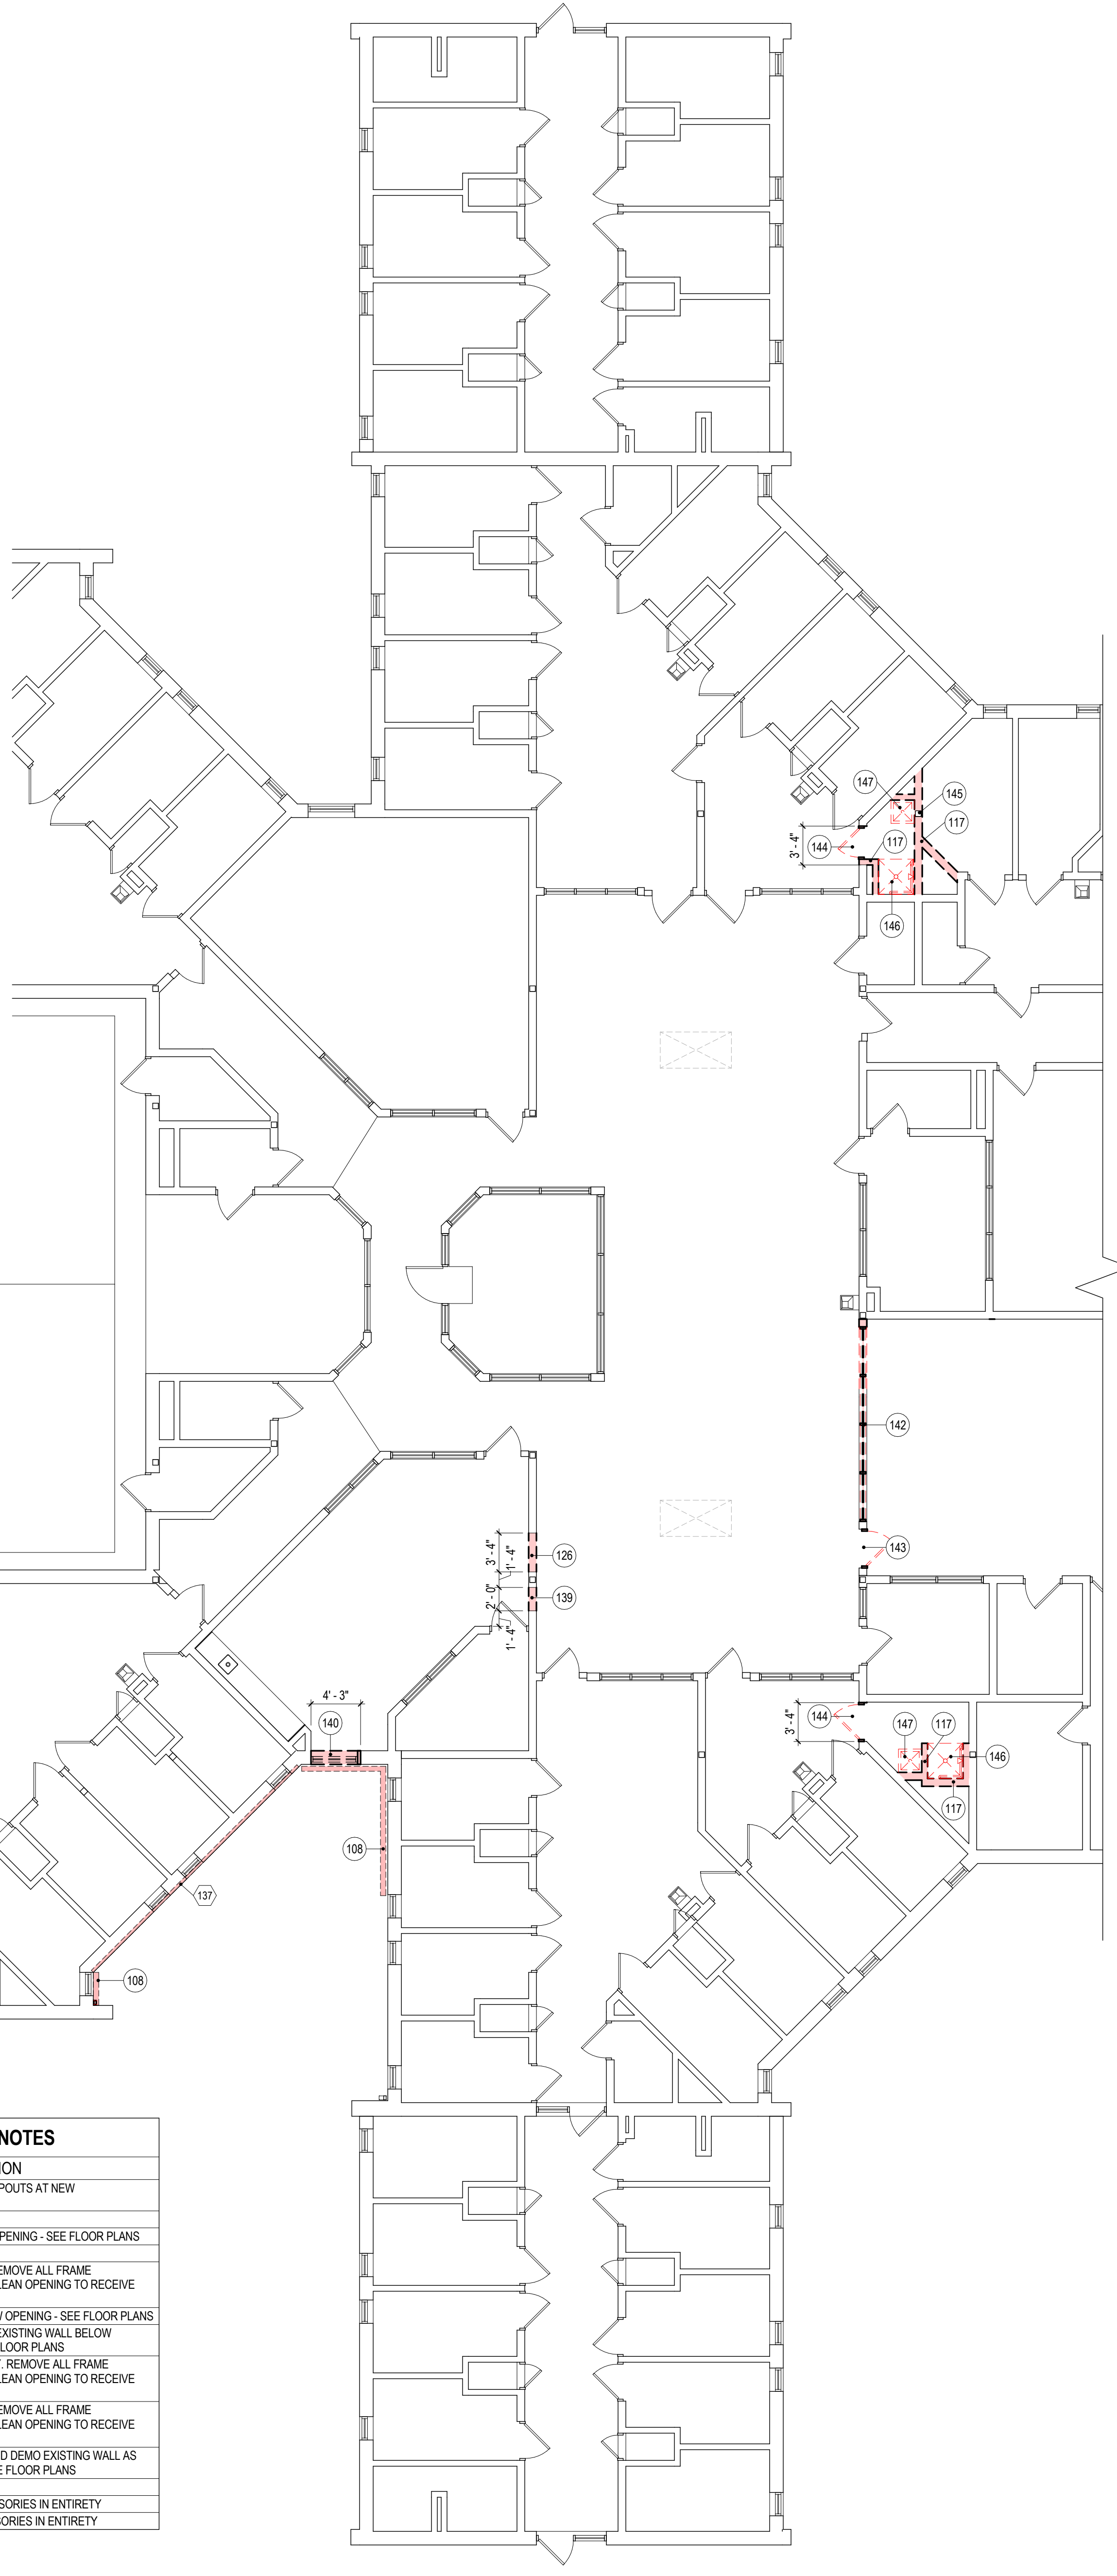 147
145
117
3' - 4"
144
117
146
142
143
3' - 4"
1' - 4"
126
2' - 0"
139
1' - 4"
4' - 3"
140
3' - 4"
144
147
117
146
117
108
137
108
NOTES
ION
POUTS AT NEW
PENING - SEE FLOOR PLANS
EMOVE ALL FRAME
LEAN OPENING TO RECEIVE
W OPENING - SEE FLOOR PLANS
EXISTING WALL BELOW
LOOR PLANS
T. REMOVE ALL FRAME
LEAN OPENING TO RECEIVE
EMOVE ALL FRAME
LEAN OPENING TO RECEIVE
D DEMO EXISTING WALL AS
E FLOOR PLANS
SORIES IN ENTIRETY
SORIES IN ENTIRETY